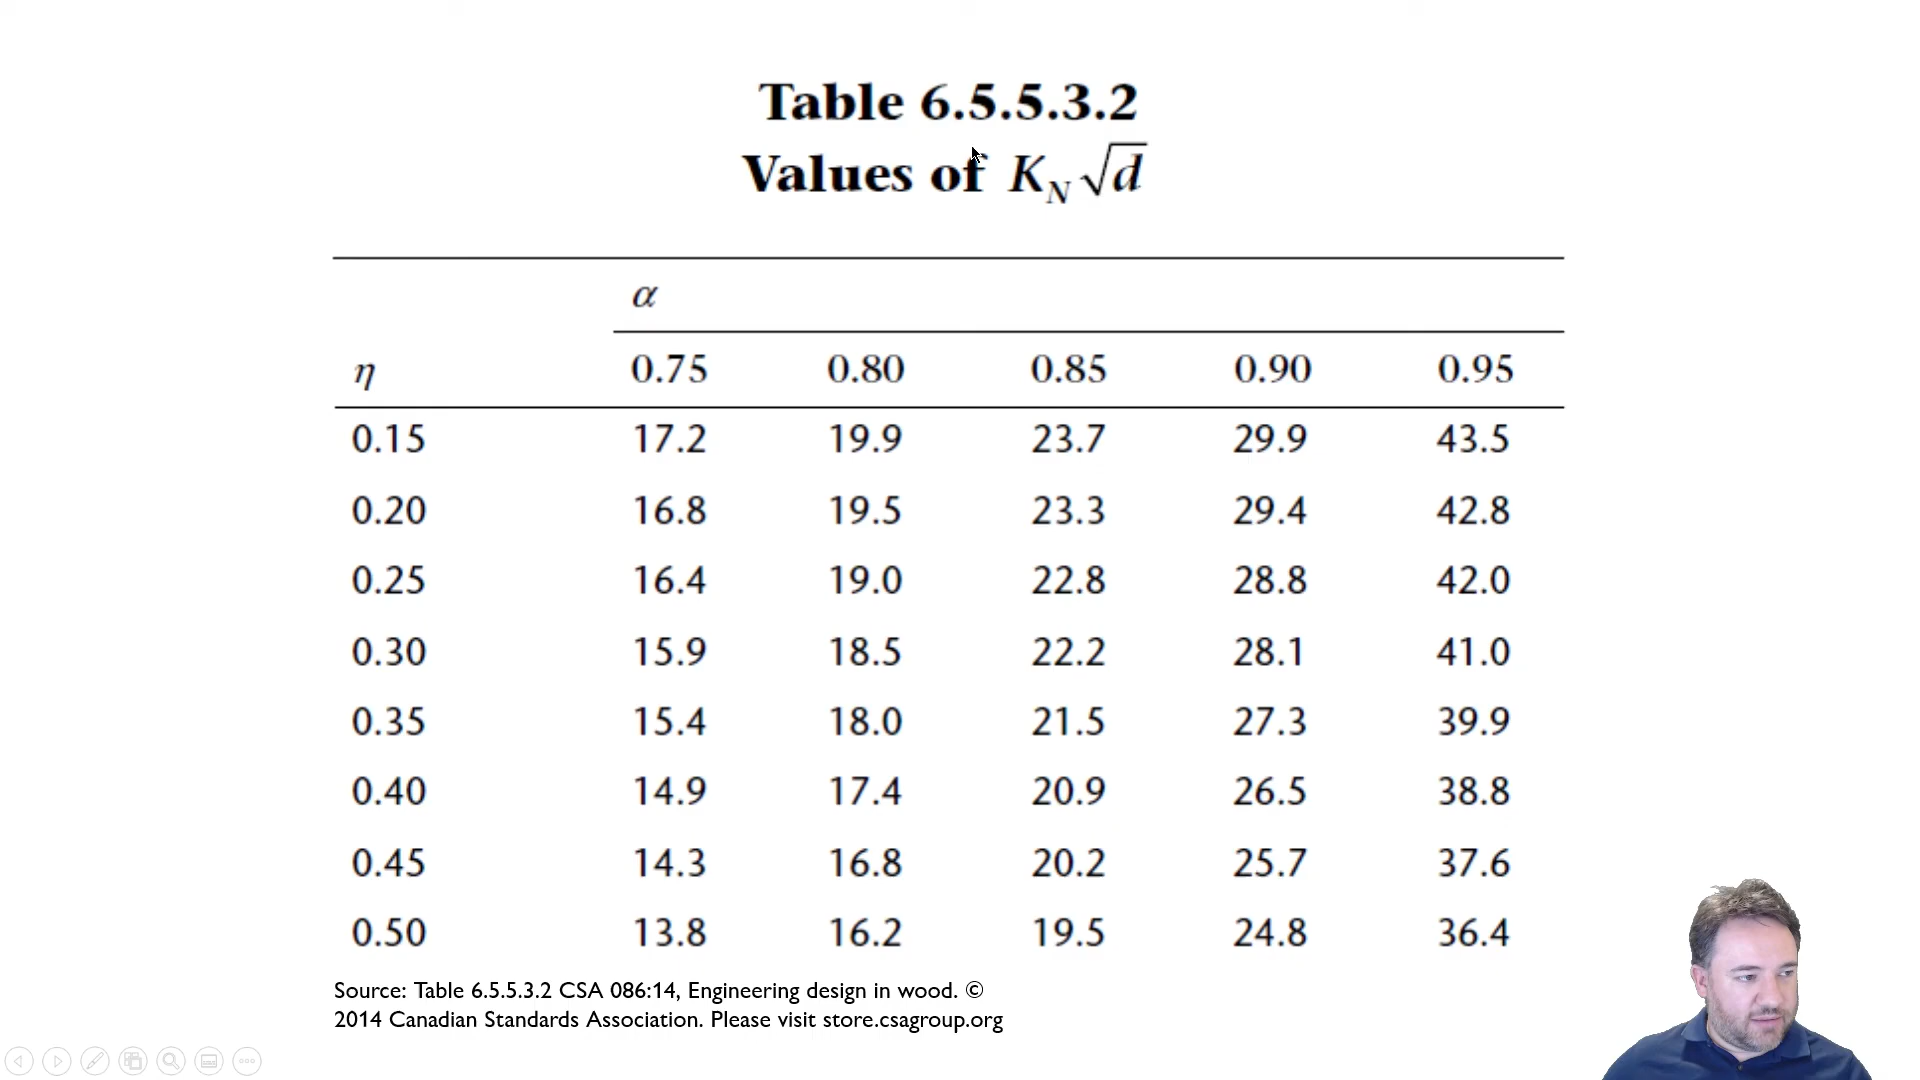 Table 6.5.5.3.2
Values of K_N √d
α
η 0.75 0.80 0.85 0.90 0.95
0.15 17.2 19.9 23.7 29.9 43.5
0.20 16.8 19.5 23.3 29.4 42.8
0.25 16.4 19.0 22.8 28.8 42.0
0.30 15.9 18.5 22.2 28.1 41.0
0.35 15.4 18.0 21.5 27.3 39.9
0.40 14.9 17.4 20.9 26.5 38.8
0.45 14.3 16.8 20.2 25.7 37.6
0.50 13.8 16.2 19.5 24.8 36.4
Source: Table 6.5.5.3.2 CSA 086:14, Engineering design in wood. ©
2014 Canadian Standards Association. Please visit store.csagroup.org